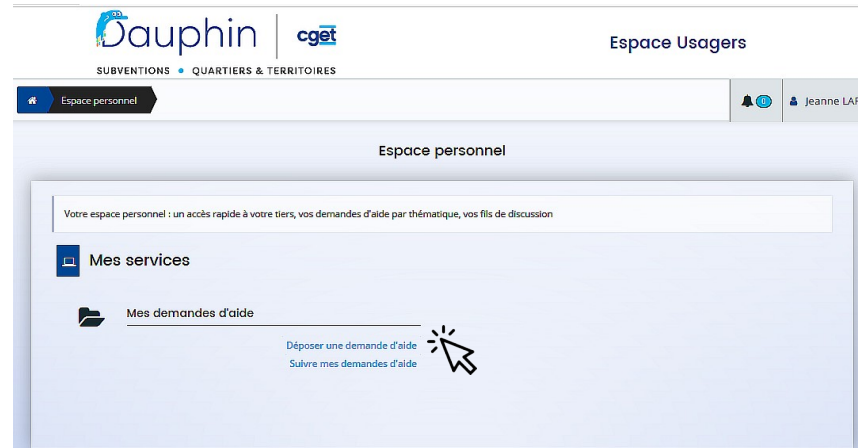 Dauphin
cget
SUBVENTIONS • QUARTIERS & TERRITOIRES
Espace Usagers
Espace personnel
0
Jeanne LAF
Espace personnel
Votre espace personnel : un accès rapide à votre tiers, vos demandes d'aide par thématique, vos fils de discussion
Mes services
Mes demandes d'aide
Déposer une demande d'aide
Suivre mes demandes d'aide